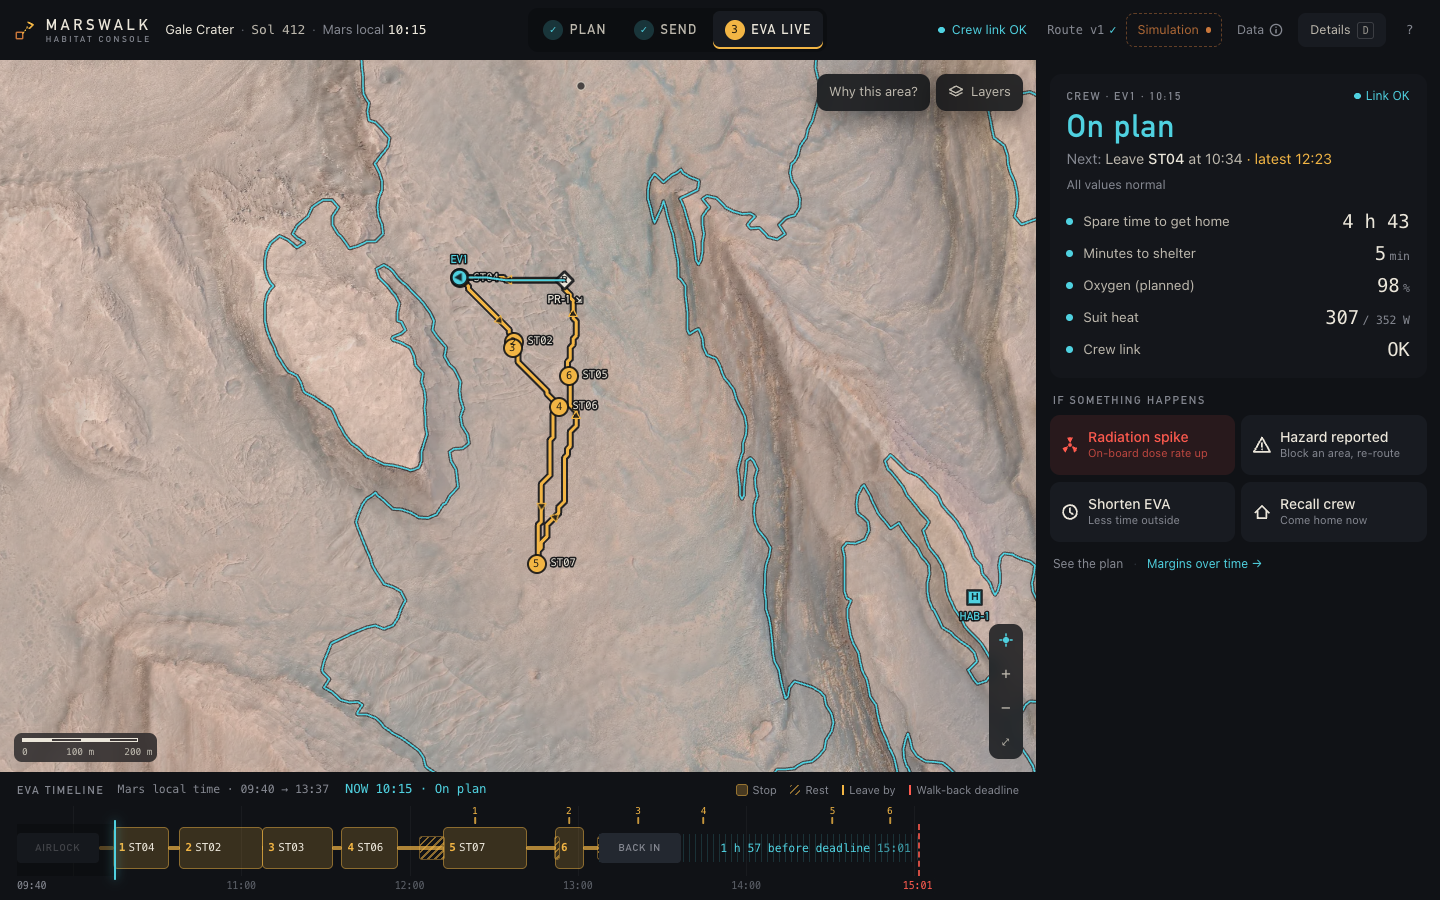 MARSWALK
HABITAT CONSOLE
Gale Crater · Sol 412 · Mars local 10:15
✓ PLAN
✓ SEND
3 EVA LIVE
Crew link OK
Route v1 ✓
Simulation
Data
Details D
?
Why this area?
Layers
EV1
ST04
PR-1
2
3
ST02
6
ST05
4
ST06
5
ST07
H
HAB-1
+
−
0 100 m 200 m
CREW · EV1 · 10:15
Link OK
On plan
Next: Leave ST04 at 10:34 · latest 12:23
All values normal
Spare time to get home 4 h 43
Minutes to shelter 5 min
Oxygen (planned) 98 %
Suit heat 307 / 352 W
Crew link OK
IF SOMETHING HAPPENS
Radiation spike
On-board dose rate up
Hazard reported
Block an area, re-route
Shorten EVA
Less time outside
Recall crew
Come home now
See the plan · Margins over time →
EVA TIMELINE Mars local time · 09:40 → 13:37 NOW 10:15 · On plan
Stop Rest Leave by Walk-back deadline
1 2 3 4 5 6
AIRLOCK 1 ST04 2 ST02 3 ST03 4 ST06 5 ST07 6 BACK IN 1 h 57 before deadline 15:01
09:40 11:00 12:00 13:00 14:00 15:01